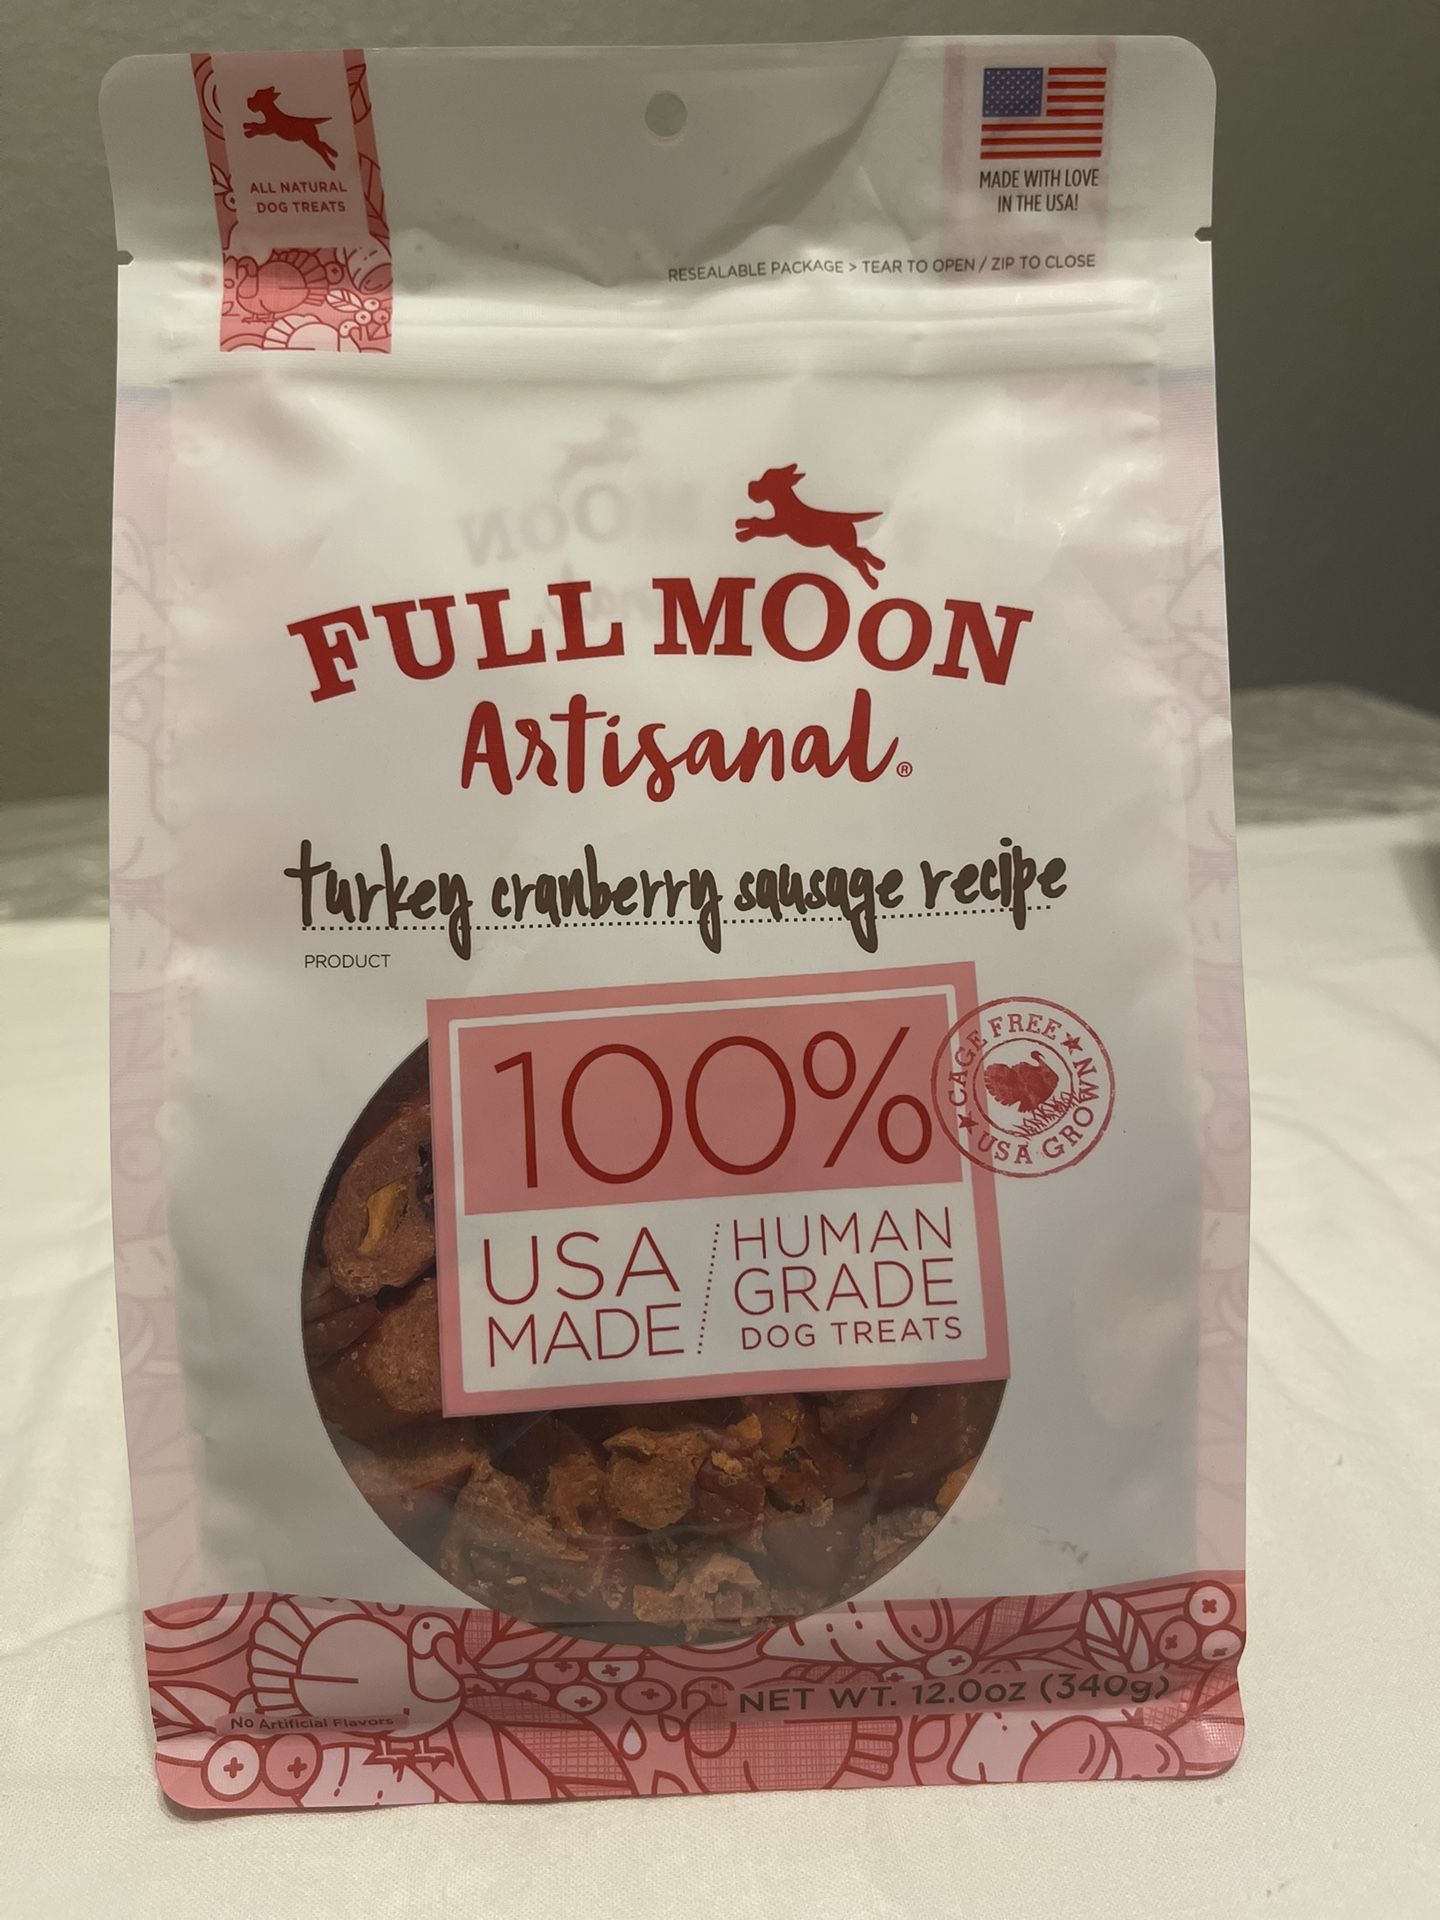 ALL NATURAL
DOG TREATS
MADE WITH LOVE
IN THE USA!
RESEALABLE PACKAGE > TEAR TO OPEN / ZIP TO CLOSE
FULL MOON
Artisanal®
turkey cranberry sausage recipe
PRODUCT
100%
USA
MADE
HUMAN
GRADE
DOG TREATS
★ CAGE FREE ★
USA GROWN
NET WT. 12.0oz (340g)
No Artificial Flavors